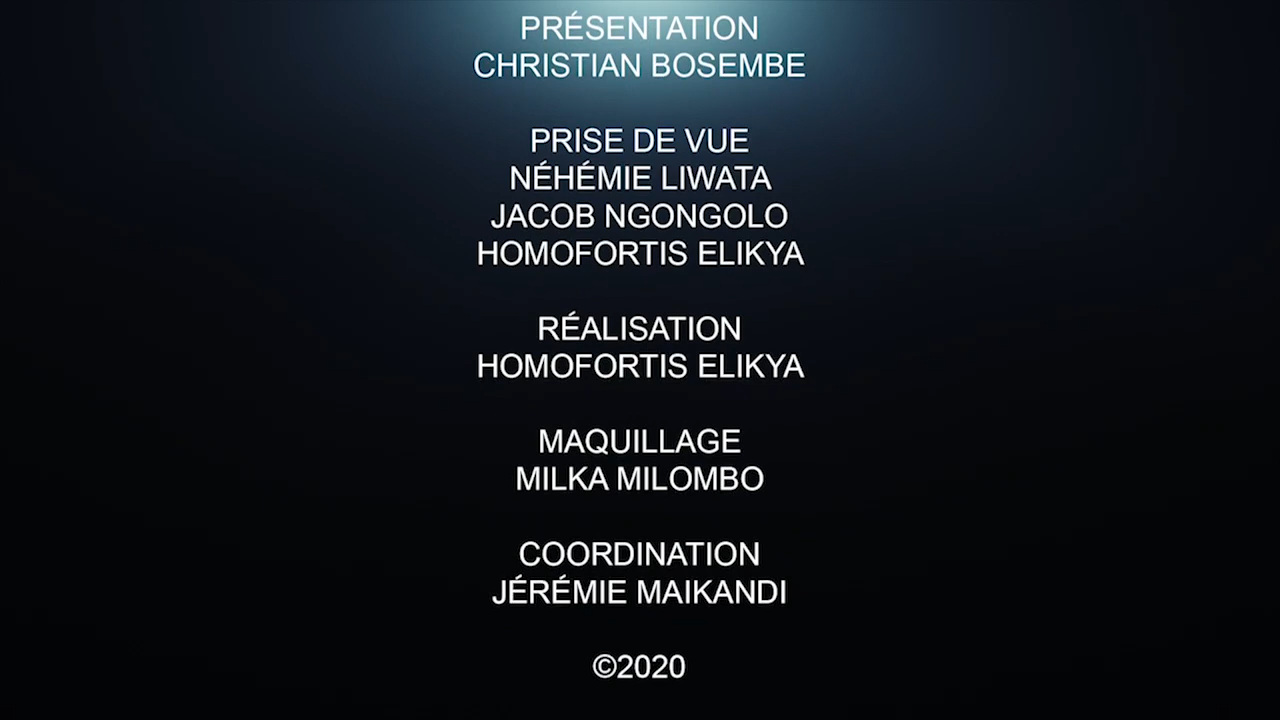 PRÉSENTATION
CHRISTIAN BOSEMBE
PRISE DE VUE
NÉHÉMIE LIWATA
JACOB NGONGOLO
HOMOFORTIS ELIKYA
RÉALISATION
HOMOFORTIS ELIKYA
MAQUILLAGE
MILKA MILOMBO
COORDINATION
JÉRÉMIE MAIKANDI
©2020